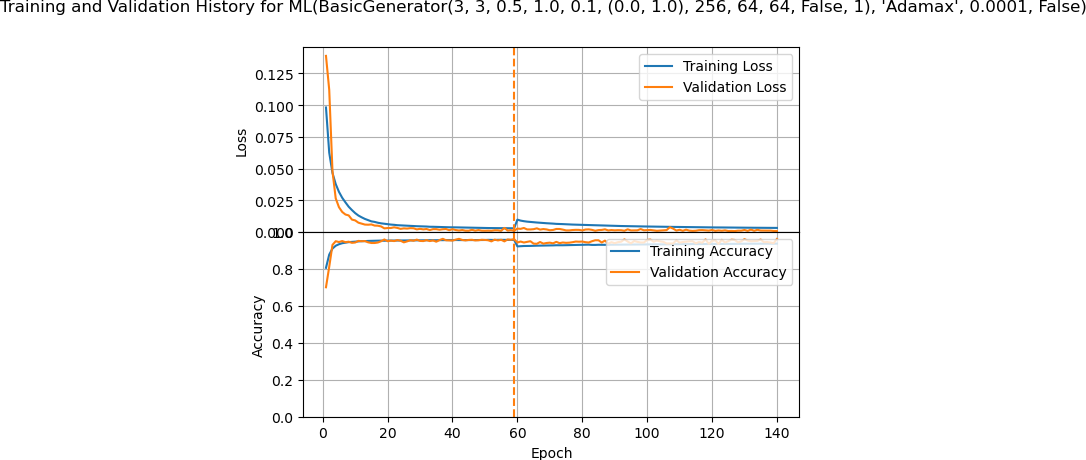 Training and Validation History for ML(BasicGenerator(3, 3, 0.5, 1.0, 0.1, (0.0, 1.0), 256, 64, 64, False, 1), 'Adamax', 0.0001, False)
Training Loss
Validation Loss
0.125
0.100
0.075
0.050
0.025
0.000
Loss
1.0
Training Accuracy
Validation Accuracy
0.8
0.6
0.4
0.2
0.0
Accuracy
0 20 40 60 80 100 120 140
Epoch